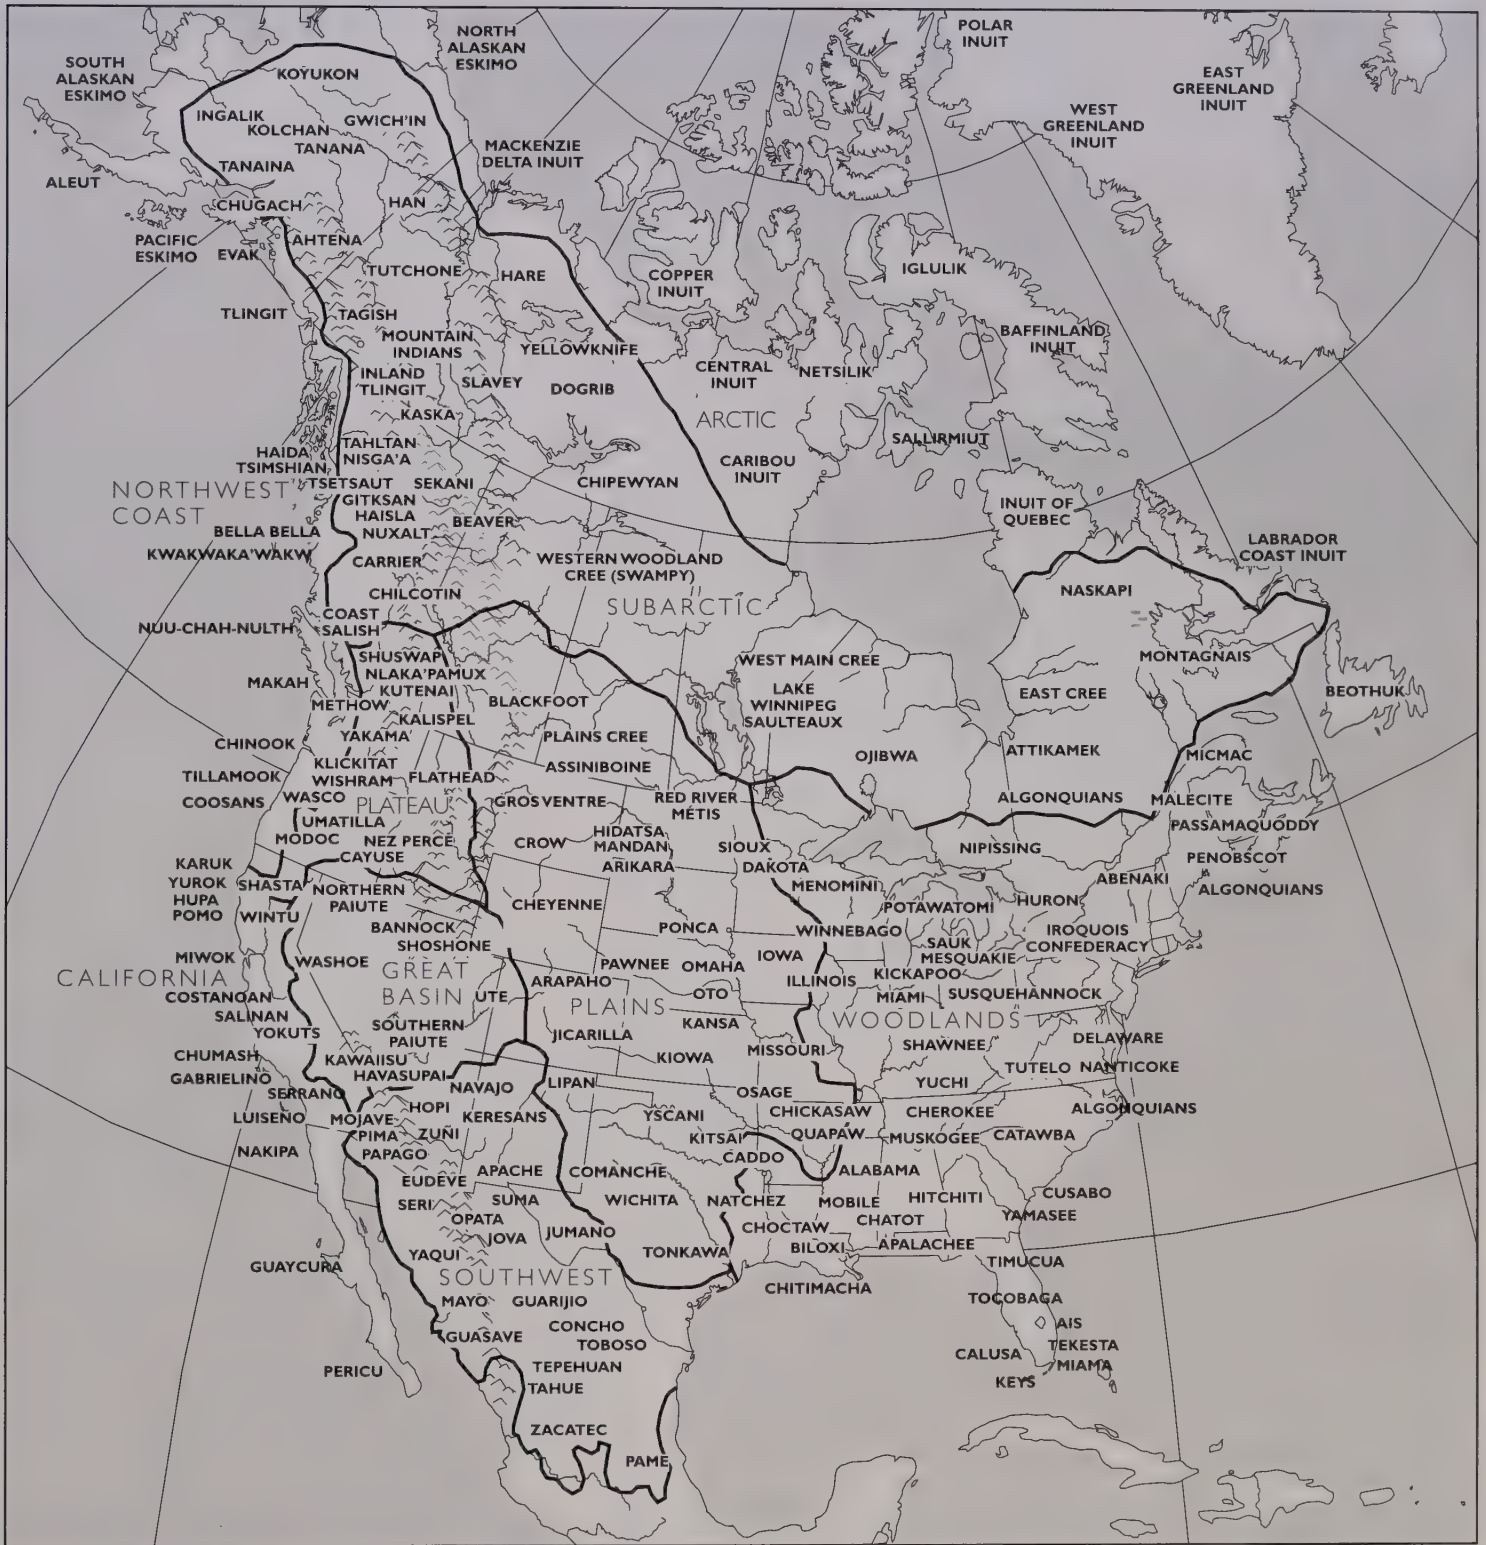 POLAR
INUIT
NORTH
ALASKAN
ESKIMO
SOUTH
ALASKAN
ESKIMO
KOYUKON
EAST
GREENLAND
INUIT
WEST
GREENLAND
INUIT
INGALIK
KOLCHAN
GWICH'IN
TANANA
MACKENZIE
DELTA INUIT
TANAINA
ALEUT
CHUGACH
HAN
PACIFIC
ESKIMO
EVAK
AHTENA
TUTCHONE
HARE
COPPER
INUIT
IGLULIK
TLINGIT
TAGISH
MOUNTAIN
INDIANS
YELLOWKNIFE
BAFFINLAND
INUIT
INLAND
TLINGIT
SLAVEY
DOGRIB
CENTRAL
INUIT
NETSILIK
KASKA
ARCTIC
TAHLTAN
NISGA'A
SALLIRMIUT
HAIDA
TSIMSHIAN
CARIBOU
INUIT
TSETSAUT
SEKANI
CHIPEWYAN
NORTHWEST
COAST
GITKSAN
HAISLA
INUIT OF
QUEBEC
BELLA BELLA
NUXALT
BEAVER
KWAKWAKA'WAKW
CARRIER
WESTERN WOODLAND
CREE (SWAMPY)
LABRADOR
COAST INUIT
CHILCOTIN
SUBARCTIC
NASKAPI
NUU-CHAH-NULTH
COAST
SALISH
SHUSWAP
NLAKA'PAMUX
KUTENAI
WEST MAIN CREE
MONTAGNAIS
MAKAH
METHOW
BLACKFOOT
LAKE
WINNIPEG
SAULTEAUX
EAST CREE
BEOTHUK
KALISPEL
YAKAMA
PLAINS CREE
CHINOOK
OJIBWA
ATTIKAMEK
MICMAC
KLICKITAT
WISHRAM
FLATHEAD
ASSINIBOINE
TILLAMOOK
COOSANS
WASCO
PLATEAU
GROS VENTRE
RED RIVER
MÉTIS
ALGONQUIANS
MALECITE
UMATILLA
PASSAMAQUODDY
MODOC
NEZ PERCE
CROW
HIDATSA
MANDAN
SIOUX
NIPISSING
CAYUSE
ARIKARA
DAKOTA
PENOBSCOT
KARUK
YUROK
HUPA
POMO
SHASTA
NORTHERN
PAIUTE
CHEYENNE
MENOMINI
ABENAKI
ALGONQUIANS
WINTU
POTAWATOMI
HURON
BANNOCK
SHOSHONE
PONCA
WINNEBAGO
IROQUOIS
CONFEDERACY
MIWOK
WASHOE
SAUK
MESQUAKIE
CALIFORNIA
GREAT
BASIN
PAWNEE
OMAHA
IOWA
ILLINOIS
KICKAPOO
COSTANOAN
UTE
ARAPAHO
OTO
MIAMI
SUSQUEHANNOCK
SALINAN
PLAINS
KANSA
WOODLANDS
YOKUTS
SOUTHERN
PAIUTE
JICARILLA
DELAWARE
CHUMASH
KAWAIISU
KIOWA
MISSOURI
SHAWNEE
TUTELO
NANTICOKE
GABRIELINO
HAVASUPAI
NAVAJO
LIPAN
YUCHI
SERRANO
OSAGE
LUISEÑO
MOJAVE
HOPI
KERESANS
YSCANI
CHICKASAW
CHEROKEE
ALGONQUIANS
PIMA
ZUÑI
KITSAI
QUAPAW
MUSKOGEE
CATAWBA
NAKIPA
PAPAGO
CADDO
EUDEVE
APACHE
COMANCHE
ALABAMA
SERI
SUMA
WICHITA
NATCHEZ
MOBILE
HITCHITI
CUSABO
OPATA
CHATOT
YAMASEE
JOVA
JUMANO
CHOCTAW
YAQUI
TONKAWA
BILOXI
APALACHEE
GUAYCURA
SOUTHWEST
TIMUCUA
CHITIMACHA
MAYO
GUARIJIO
TOCOBAGA
GUASAVE
CONCHO
TOBOSO
AIS
TEKESTA
CALUSA
MIAMA
PERICU
TEPEHUAN
KEYS
TAHUE
ZACATEC
PAME